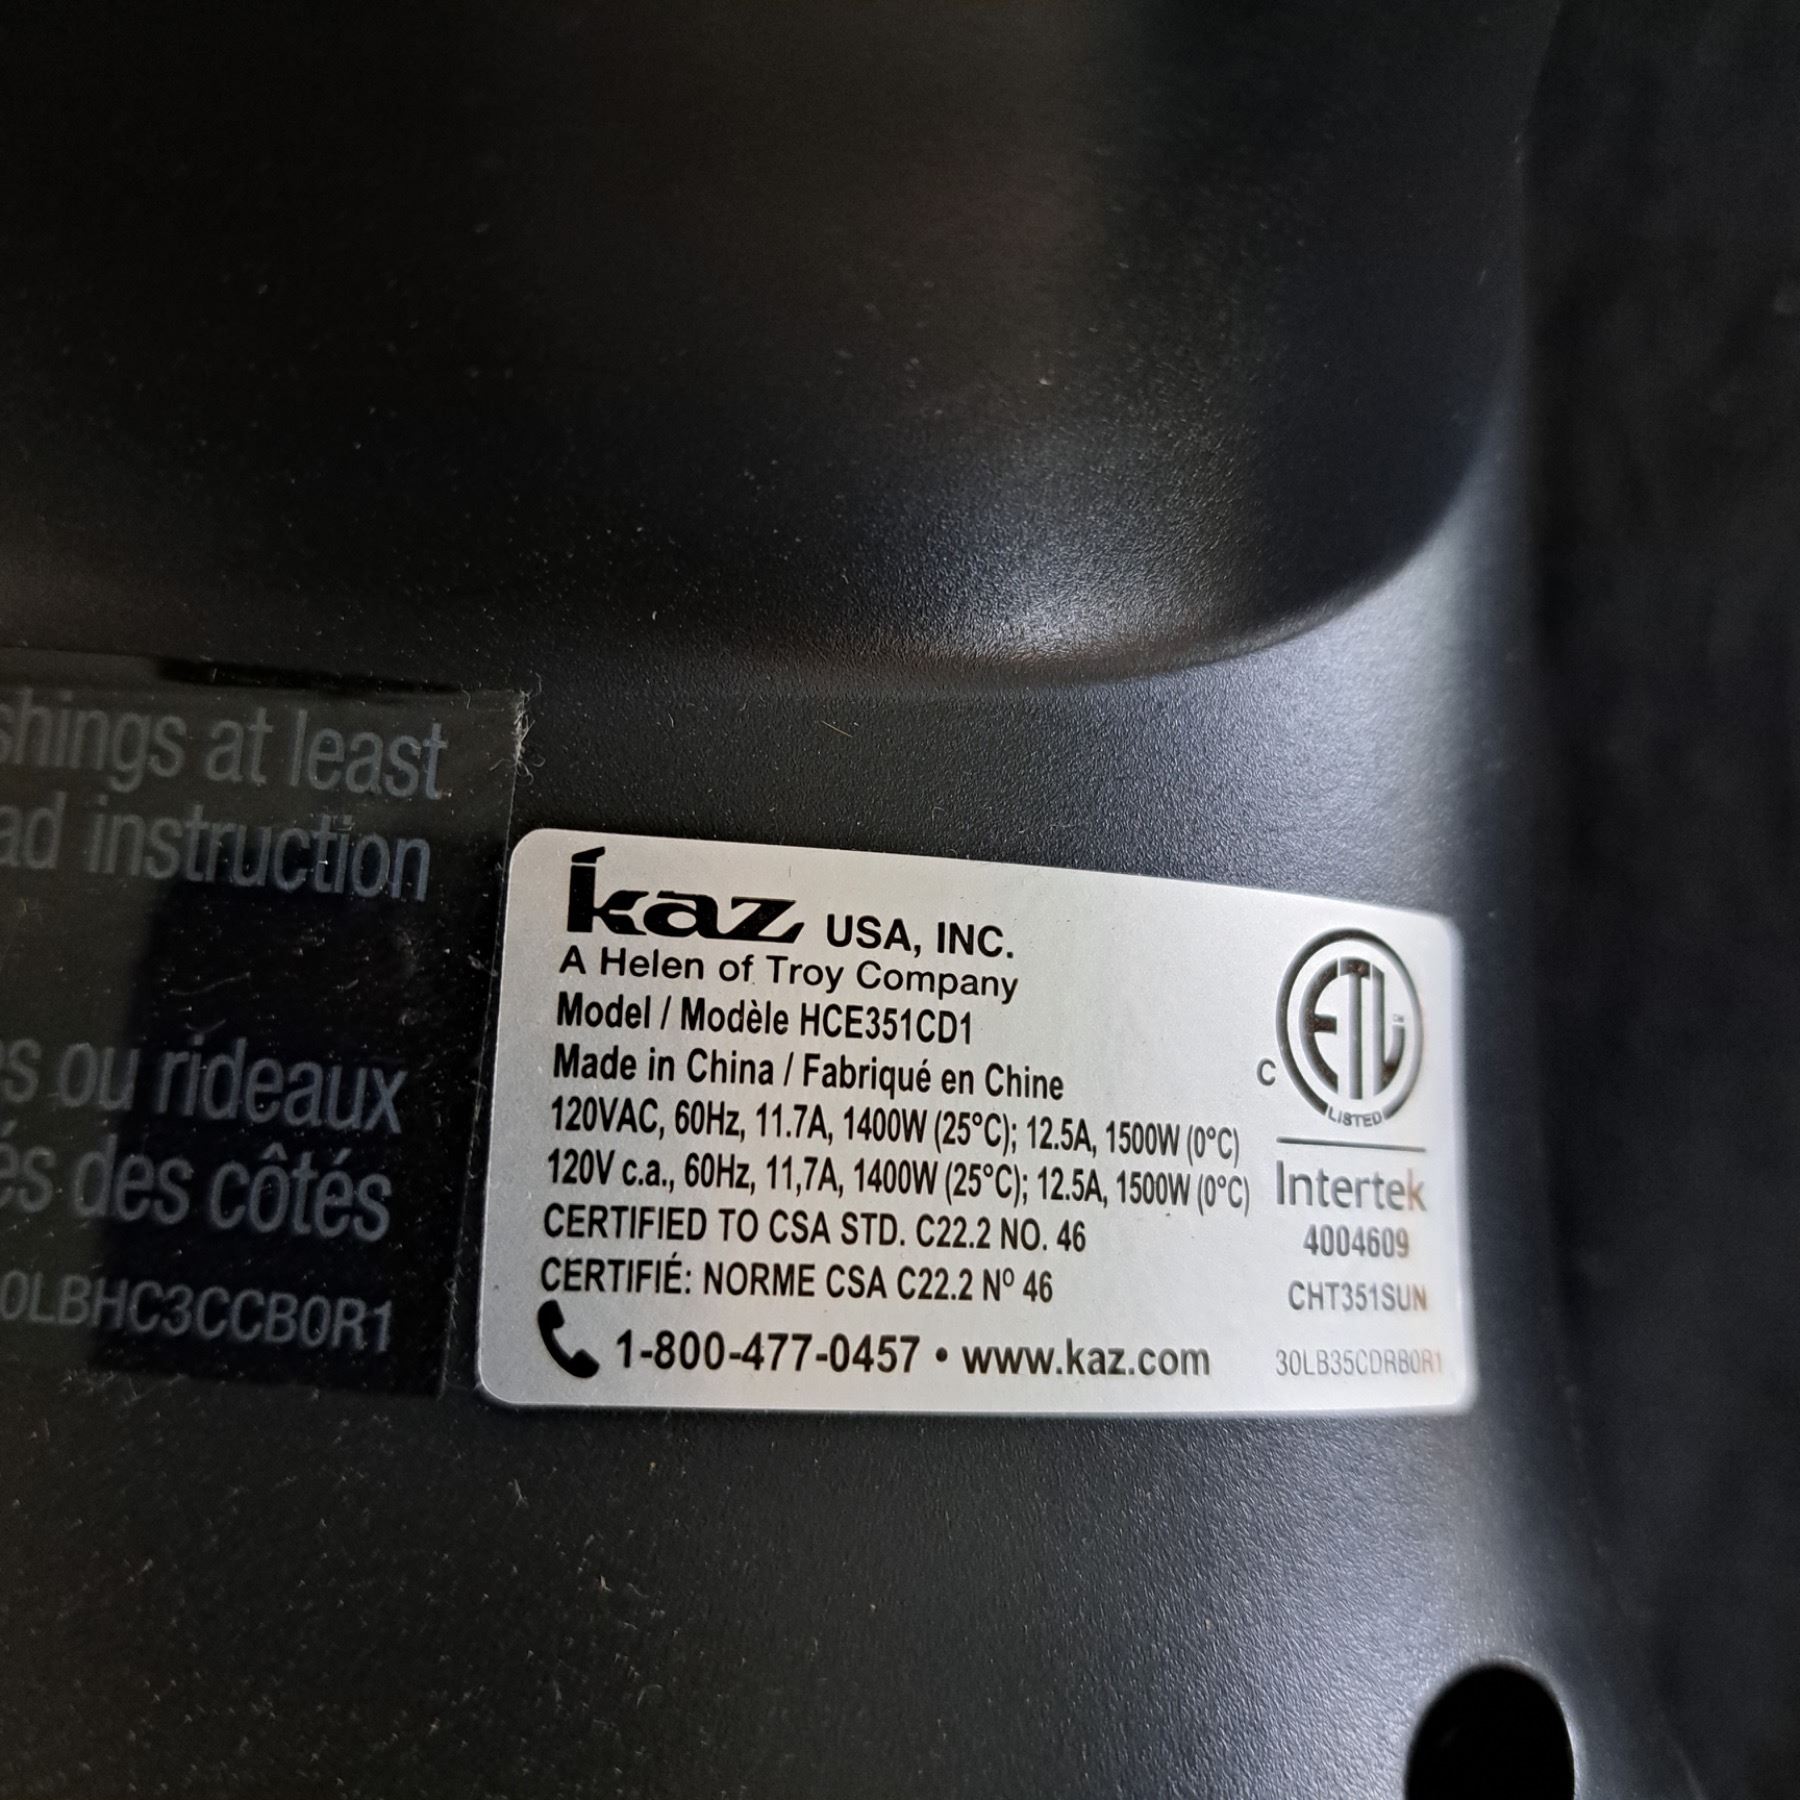 shings at least
ad instruction
s ou rideaux
és des côtés
0LBHC3CCB0R1
kaz USA, INC.
A Helen of Troy Company
Model / Modèle HCE351CD1
Made in China / Fabriqué en Chine
120VAC, 60Hz, 11.7A, 1400W (25°C); 12.5A, 1500W (0°C)
120V c.a., 60Hz, 11,7A, 1400W (25°C); 12.5A, 1500W (0°C)
CERTIFIED TO CSA STD. C22.2 NO. 46
CERTIFIÉ: NORME CSA C22.2 Nº 46
1-800-477-0457 • www.kaz.com
C ETL CM
LISTED
Intertek
4004609
CHT351SUN
30LB35CDRB0R1